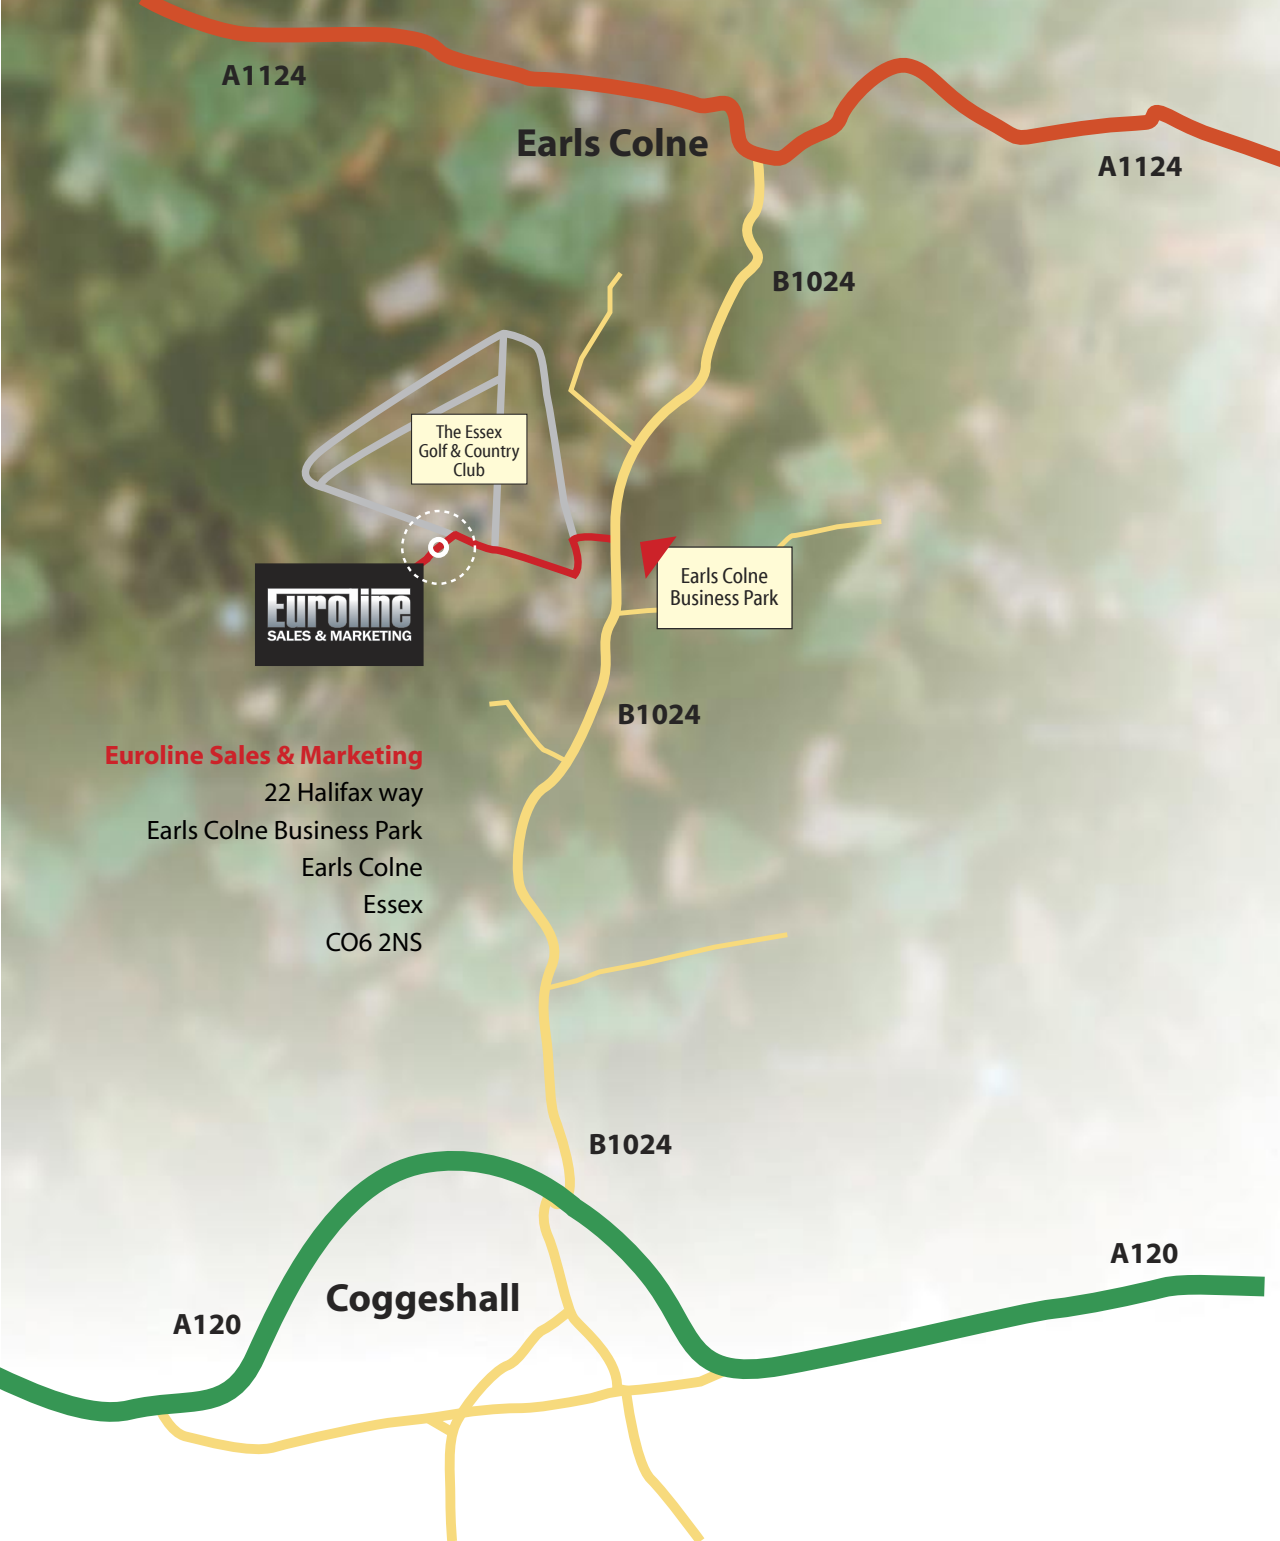 A1124
Earls Colne
A1124
B1024
The Essex
Golf & Country
Club
Earls Colne
Business Park
Euroline
SALES & MARKETING
B1024
Euroline Sales & Marketing
22 Halifax way
Earls Colne Business Park
Earls Colne
Essex
CO6 2NS
B1024
A120
Coggeshall
A120